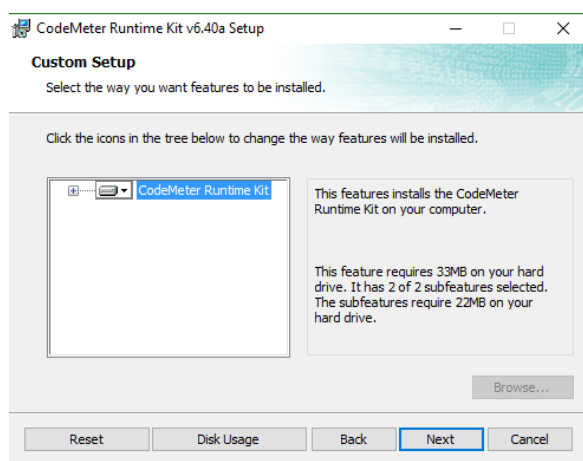 CodeMeter Runtime Kit v6.40a Setup
Custom Setup
Select the way you want features to be installed.
Click the icons in the tree below to change the way features will be installed.
CodeMeter Runtime Kit
This features installs the CodeMeter
Runtime Kit on your computer.
This feature requires 33MB on your hard
drive. It has 2 of 2 subfeatures selected.
The subfeatures require 22MB on your
hard drive.
Browse...
Reset
Disk Usage
Back
Next
Cancel